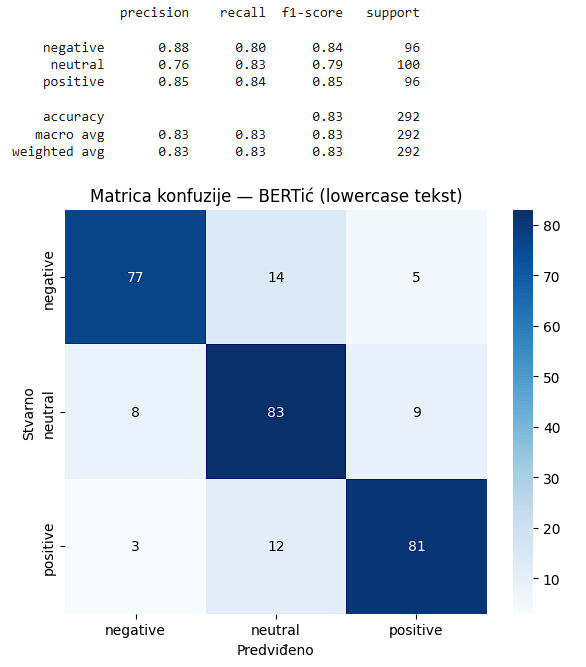 precision recall f1-score support
negative 0.88 0.80 0.84 96
neutral 0.76 0.83 0.79 100
positive 0.85 0.84 0.85 96
accuracy 0.83 292
macro avg 0.83 0.83 0.83 292
weighted avg 0.83 0.83 0.83 292
Matrica konfuzije — BERTić (lowercase tekst)
Stvarno
negative 77 14 5
neutral 8 83 9
positive 3 12 81
negative neutral positive
Predviđeno
80
70
60
50
40
30
20
10